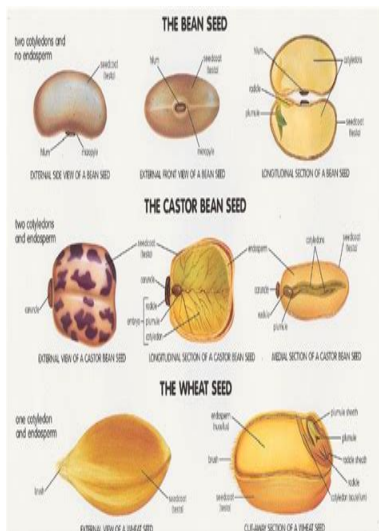 THE BEAN SEED
two cotyledons and
no endosperm
seedcoat
(testa)
hilum
micropyle
EXTERNAL SIDE VIEW OF A BEAN SEED
hilum
seedcoat
(testa)
micropyle
EXTERNAL FRONT VIEW OF A BEAN SEED
hilum
cotyledons
radicle
plumule
seedcoat
(testa)
LONGITUDINAL SECTION OF A BEAN SEED
THE CASTOR BEAN SEED
two cotyledons
and endosperm
seedcoat
(testa)
caruncle
EXTERNAL VIEW OF A CASTOR BEAN SEED
caruncle
embryo
radicle
plumule
cotyledon
endosperm
LONGITUDINAL SECTION OF A CASTOR BEAN SEED
cotyledons
seedcoat
(testa)
caruncle
radicle
plumule
MEDIAL SECTION OF A CASTOR BEAN SEED
THE WHEAT SEED
one cotyledon
and endosperm
brush
seedcoat
(testa)
EXTERNAL VIEW OF A WHEAT SEED
endosperm
(nucellus)
brush
seedcoat
(testa)
plumule sheath
plumule
radicle sheath
radicle
cotyledon (scutellum)
CUT-AWAY SECTION OF A WHEAT SEED